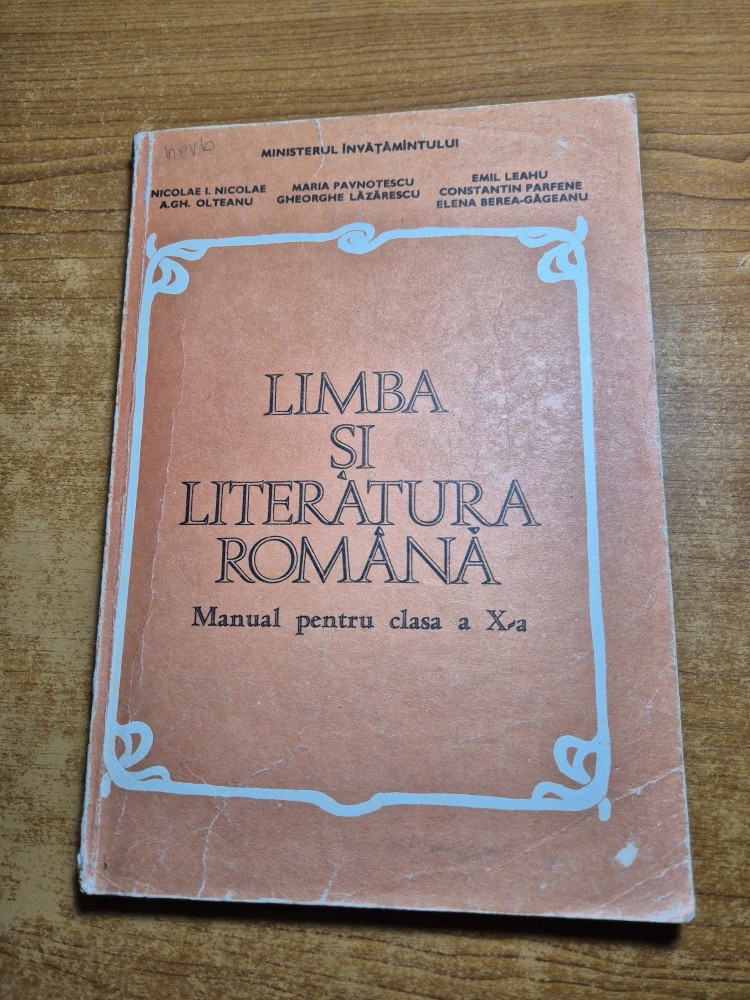 herb
MINISTERUL ÎNVĂȚĂMÎNTULUI
NICOLAE I. NICOLAE
A.GH. OLTEANU
MARIA PAVNOTESCU
GHEORGHE LĂZĂRESCU
EMIL LEAHU
CONSTANTIN PARFENE
ELENA BEREA-GĂGEANU
LIMBA
ȘI
LITERATURA
ROMÂNĂ
Manual pentru clasa a X-a